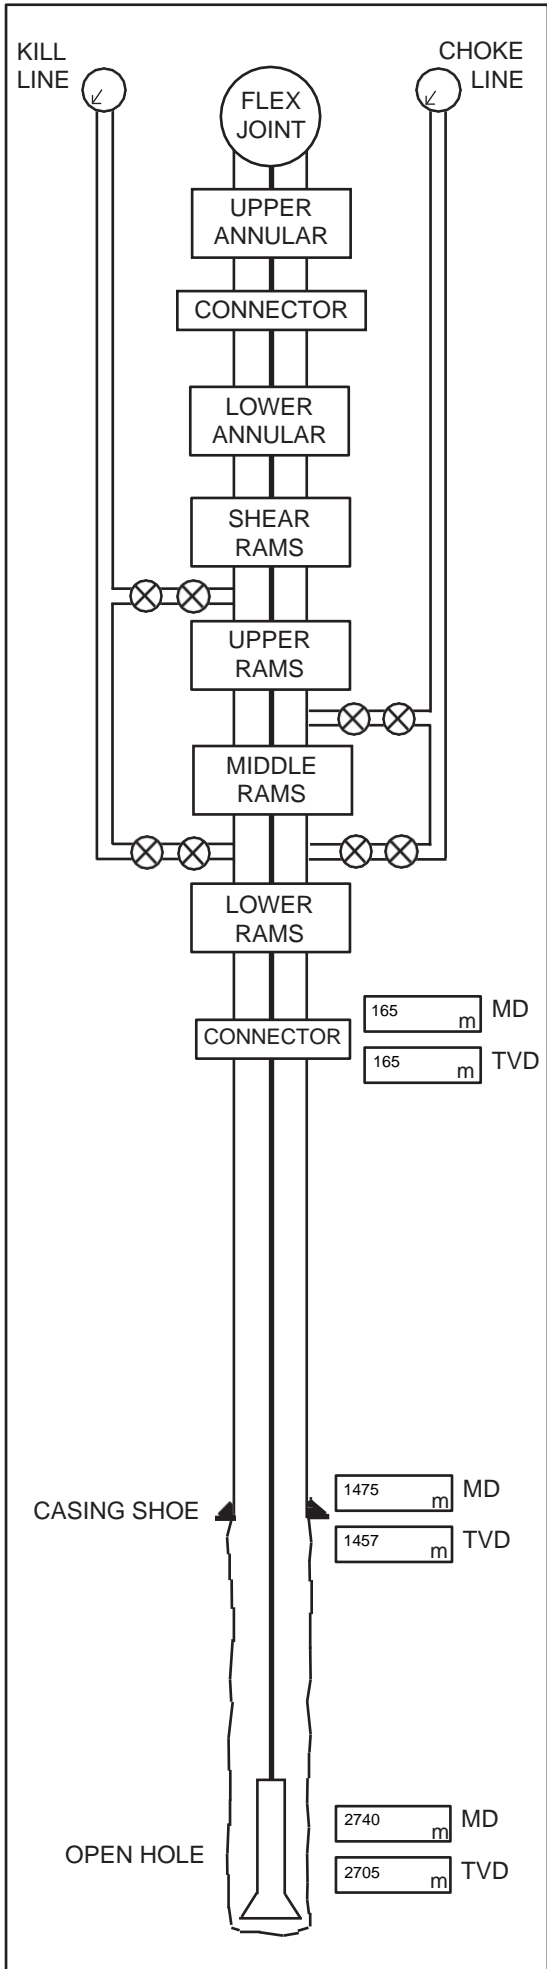 KILL
LINE
CHOKE
LINE
FLEX
JOINT
UPPER
ANNULAR
CONNECTOR
LOWER
ANNULAR
SHEAR
RAMS
UPPER
RAMS
MIDDLE
RAMS
LOWER
RAMS
CONNECTOR
165 m MD
165 m TVD
CASING SHOE
1475 m MD
1457 m TVD
OPEN HOLE
2740 m MD
2705 m TVD